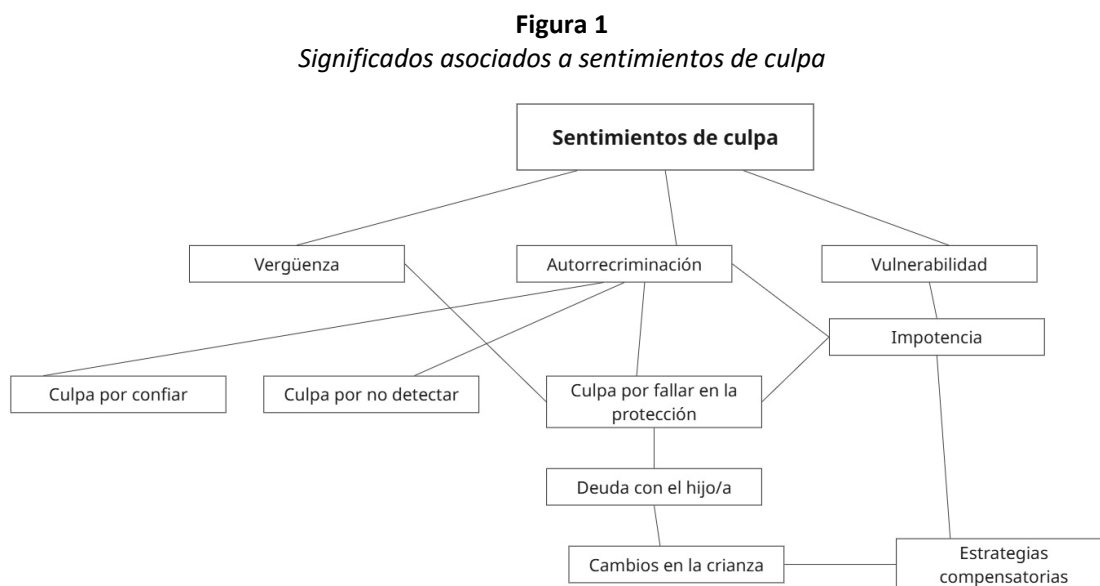 Figura 1
Significados asociados a sentimientos de culpa
Sentimientos de culpa
Vergüenza
Autorrecriminación
Vulnerabilidad
Impotencia
Culpa por confiar
Culpa por no detectar
Culpa por fallar en la
protección
Deuda con el hijo/a
Cambios en la crianza
Estrategias
compensatorias